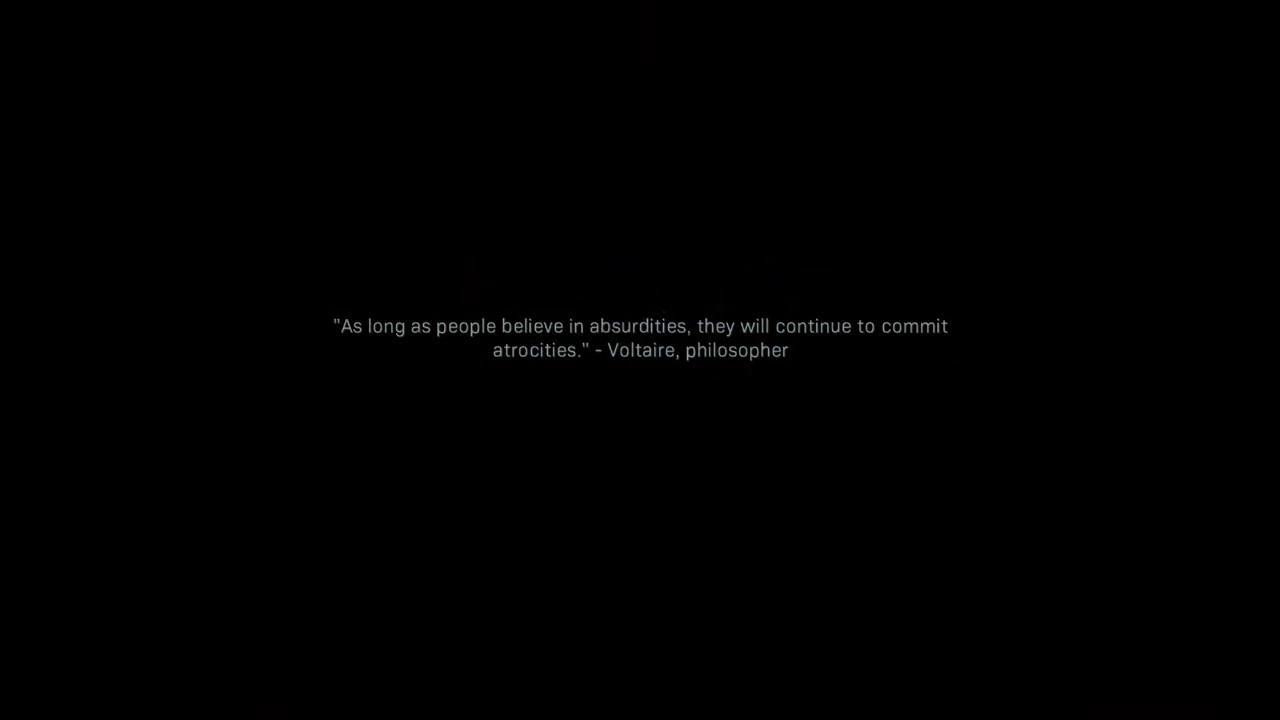 "As long as people believe in absurdities, they will continue to commit
atrocities." - Voltaire, philosopher